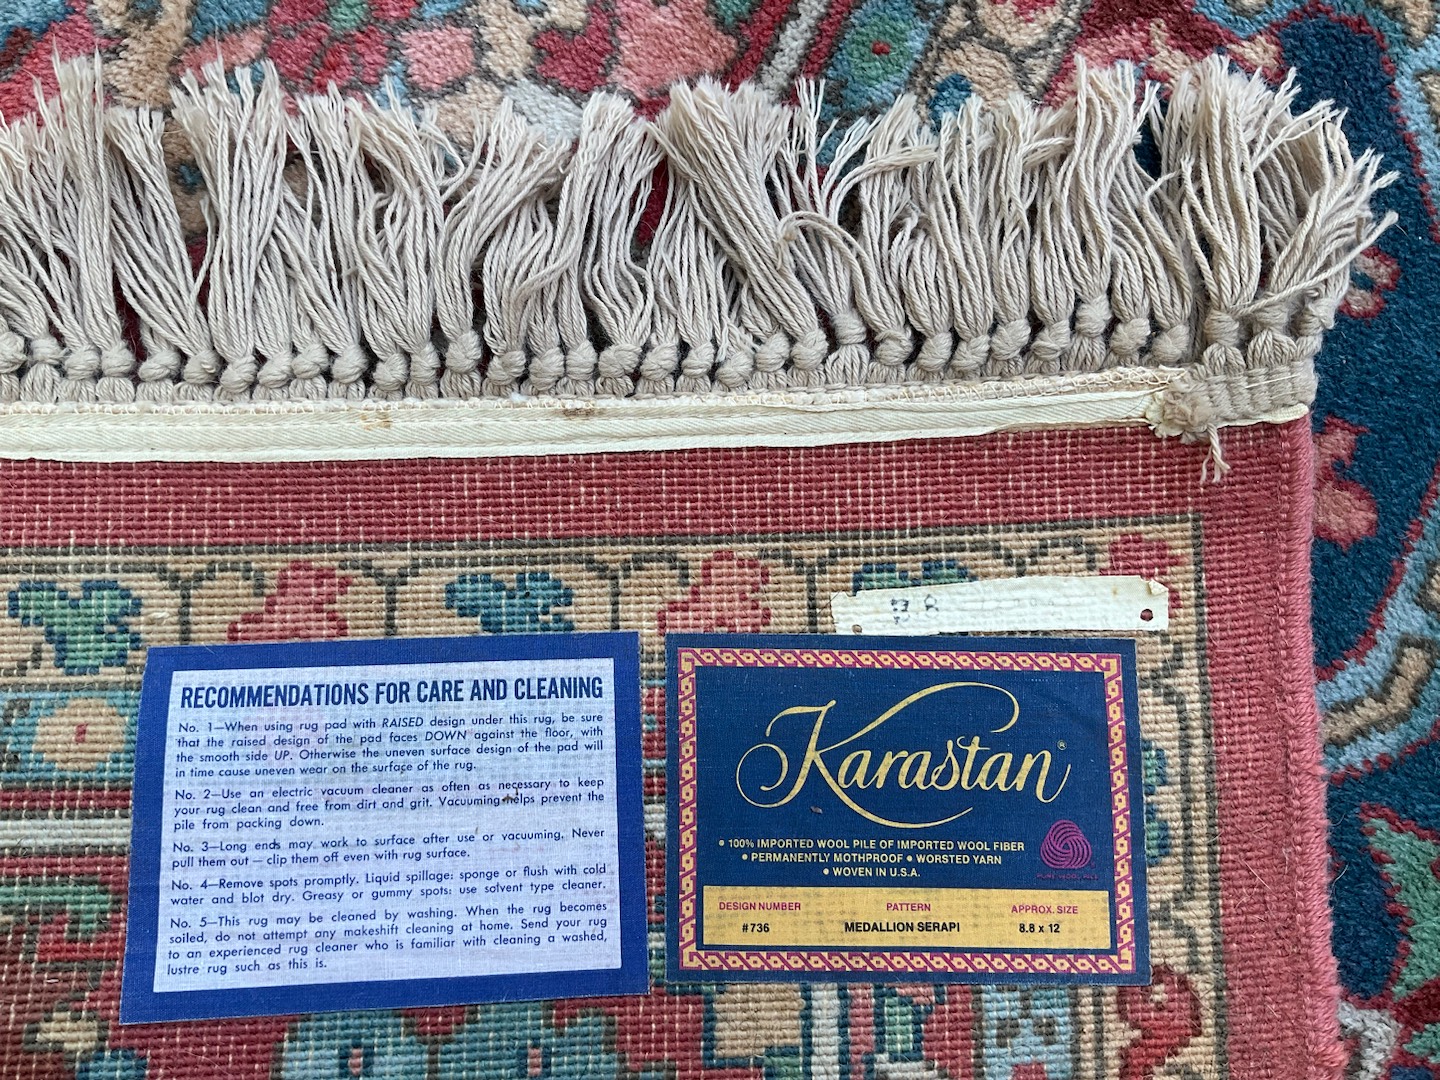 RECOMMENDATIONS FOR CARE AND CLEANING
No. 1—When using rug pad with RAISED design under this rug, be sure
that the raised design of the pad faces DOWN against the floor, with
the smooth side UP. Otherwise the uneven surface design of the pad will
in time cause uneven wear on the surface of the rug.
No. 2—Use an electric vacuum cleaner as often as necessary to keep
your rug clean and free from dirt and grit. Vacuuming helps prevent the
pile from packing down.
No. 3—Long ends may work to surface after use or vacuuming. Never
pull them out — clip them off even with rug surface.
No. 4—Remove spots promptly. Liquid spillage: sponge or flush with cold
water and blot dry. Greasy or gummy spots: use solvent type cleaner.
No. 5—This rug may be cleaned by washing. When the rug becomes
soiled, do not attempt any makeshift cleaning at home. Send your rug
to an experienced rug cleaner who is familiar with cleaning a washed,
lustre rug such as this is.
Karastan®
• 100% IMPORTED WOOL PILE OF IMPORTED WOOL FIBER
• PERMANENTLY MOTHPROOF • WORSTED YARN
• WOVEN IN U.S.A.
PURE WOOL PILE
DESIGN NUMBER PATTERN APPROX. SIZE
#736 MEDALLION SERAPI 8.8 x 12